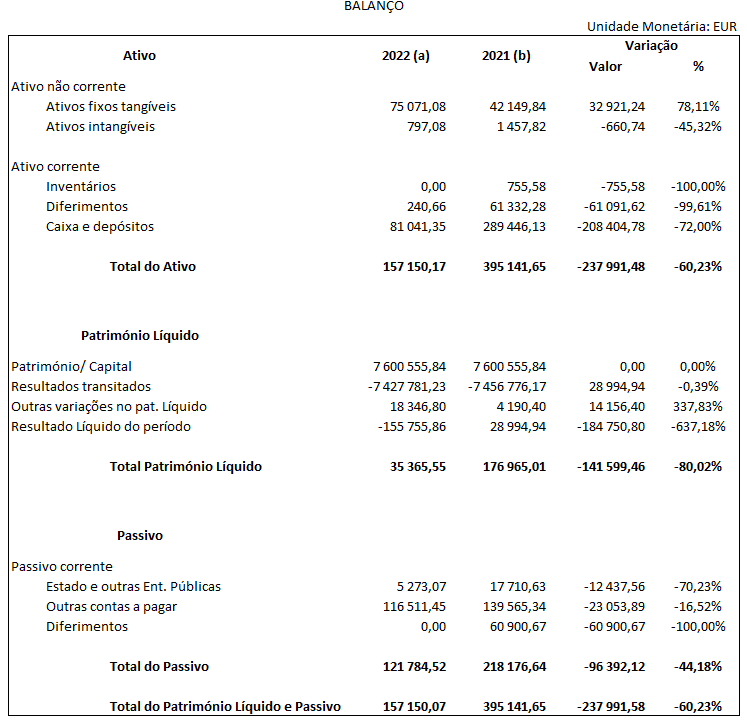 BALANÇO
Unidade Monetária: EUR
Ativo 2022 (a) 2021 (b) Variação
Valor %
Ativo não corrente
Ativos fixos tangíveis 75 071,08 42 149,84 32 921,24 78,11%
Ativos intangíveis 797,08 1 457,82 -660,74 -45,32%
Ativo corrente
Inventários 0,00 755,58 -755,58 -100,00%
Diferimentos 240,66 61 332,28 -61 091,62 -99,61%
Caixa e depósitos 81 041,35 289 446,13 -208 404,78 -72,00%
Total do Ativo 157 150,17 395 141,65 -237 991,48 -60,23%
Património Líquido
Património/ Capital 7 600 555,84 7 600 555,84 0,00 0,00%
Resultados transitados -7 427 781,23 -7 456 776,17 28 994,94 -0,39%
Outras variações no pat. Líquido 18 346,80 4 190,40 14 156,40 337,83%
Resultado Líquido do período -155 755,86 28 994,94 -184 750,80 -637,18%
Total Património Líquido 35 365,55 176 965,01 -141 599,46 -80,02%
Passivo
Passivo corrente
Estado e outras Ent. Públicas 5 273,07 17 710,63 -12 437,56 -70,23%
Outras contas a pagar 116 511,45 139 565,34 -23 053,89 -16,52%
Diferimentos 0,00 60 900,67 -60 900,67 -100,00%
Total do Passivo 121 784,52 218 176,64 -96 392,12 -44,18%
Total do Património Líquido e Passivo 157 150,07 395 141,65 -237 991,58 -60,23%